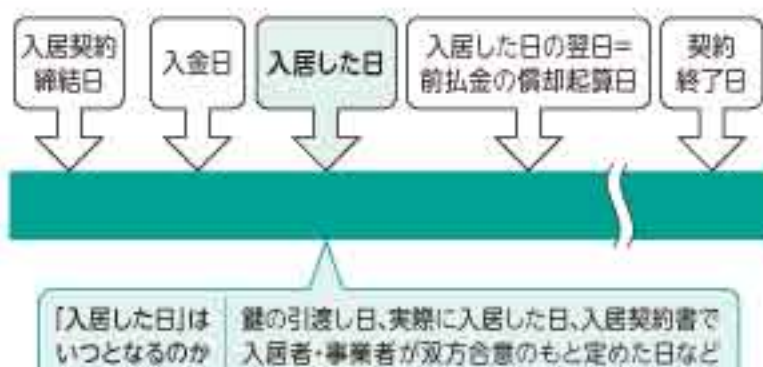 入居契約
締結日
入金日
入居した日
入居した日の翌日=
前払金の償却起算日
契約
終了日
「入居した日」は
いつとなるのか
鍵の引渡し日、実際に入居した日、入居契約書で
入居者・事業者が双方合意のもと定めた日など